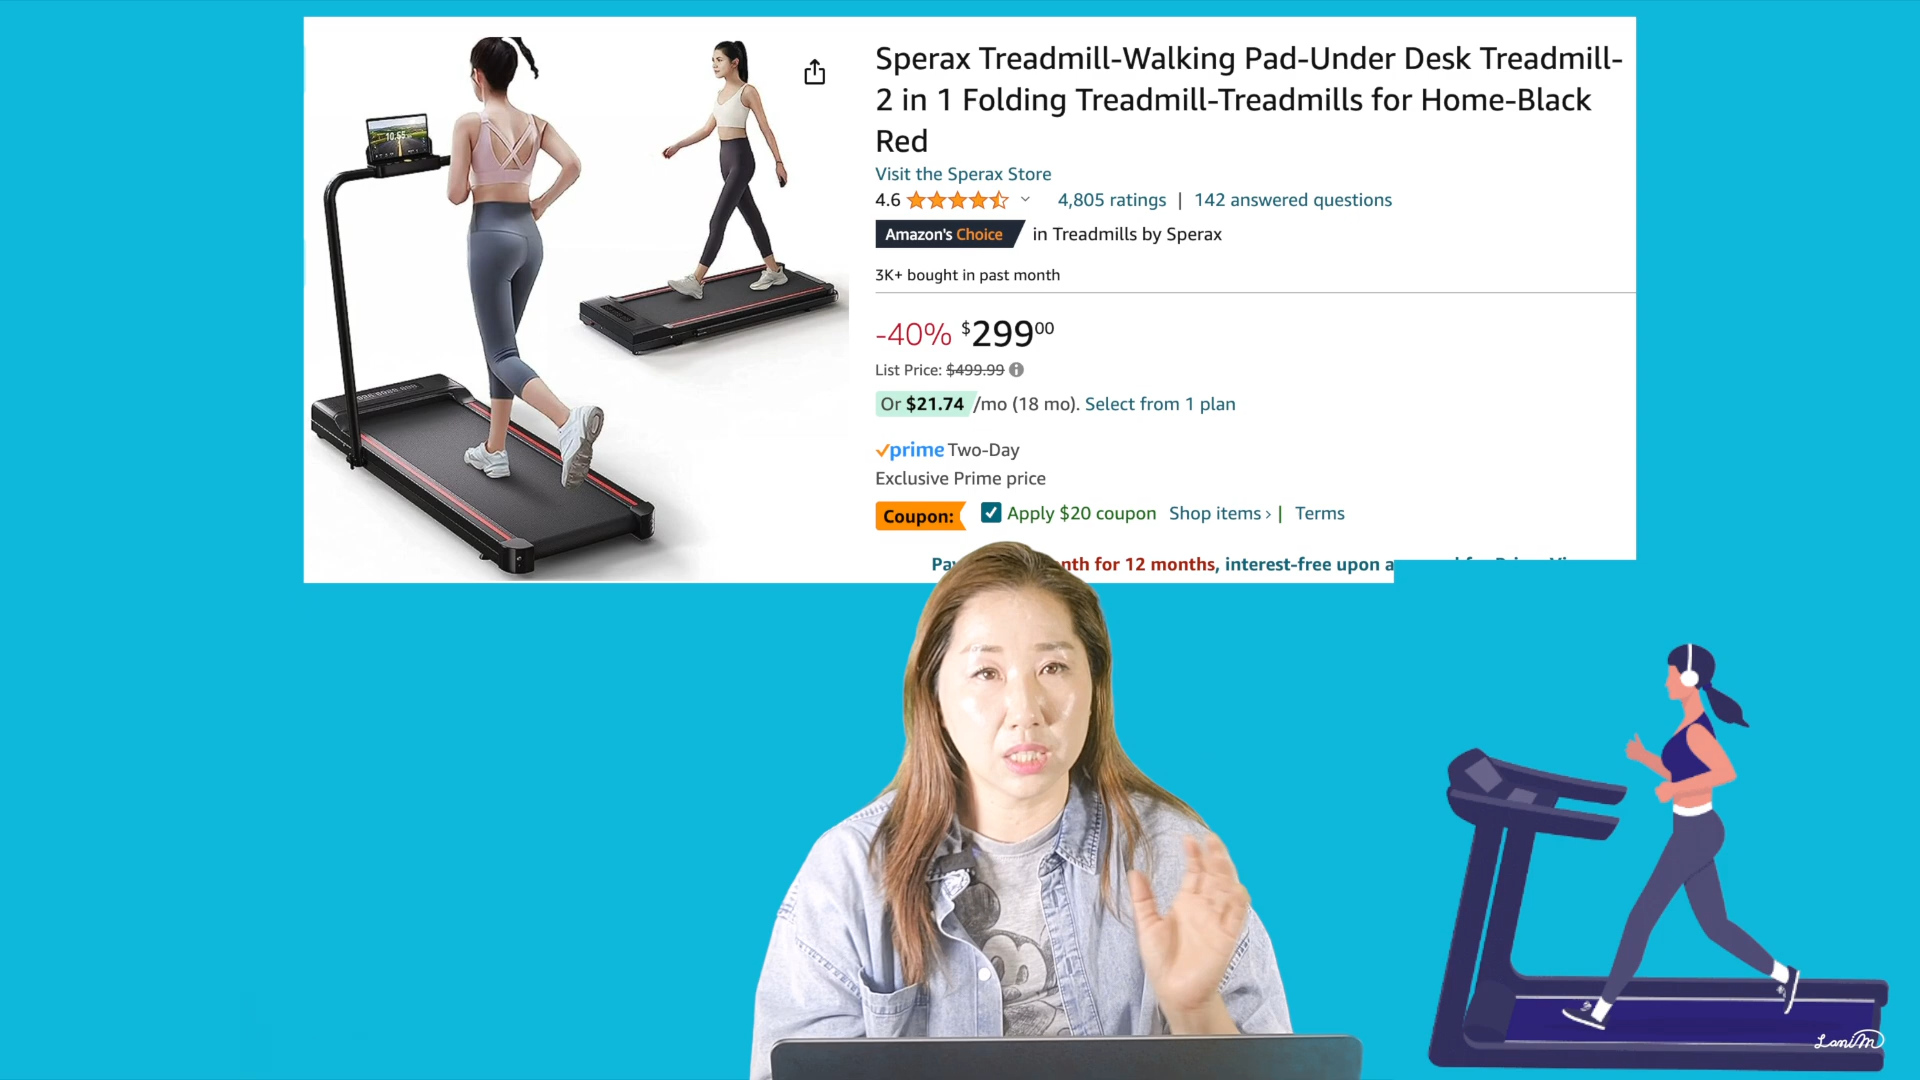 Sperax Treadmill-Walking Pad-Under Desk Treadmill-
2 in 1 Folding Treadmill-Treadmills for Home-Black
Red
Visit the Sperax Store
4.6 4,805 ratings | 142 answered questions
Amazon's Choice in Treadmills by Sperax
3K+ bought in past month
-40% $29900
List Price: $499.99
Or $21.74 /mo (18 mo). Select from 1 plan
prime Two-Day
Exclusive Prime price
Coupon: Apply $20 coupon Shop items › | Terms
for 12 months, interest-free upon
10.55
LaniM